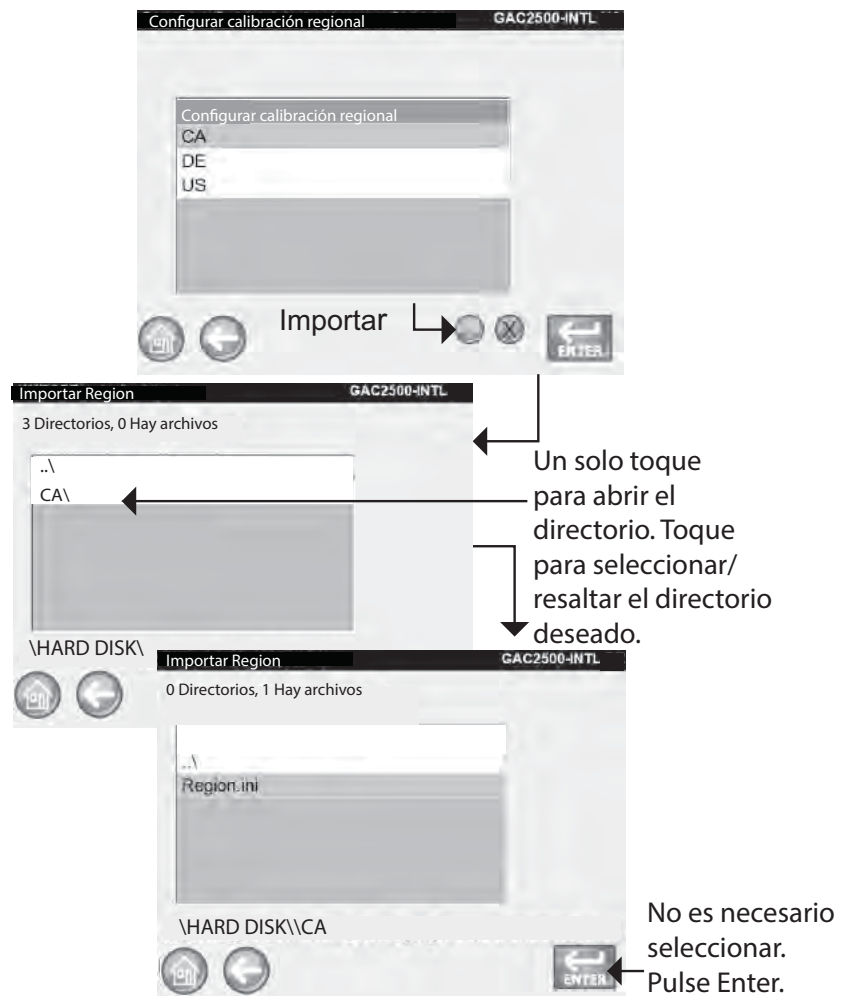 Configurar calibración regional GAC2500-INTL
Configurar calibración regional
CA
DE
US
Importar
X
ENTER
Importar Region GAC2500-INTL
3 Directorios, 0 Hay archivos
..\
CA\
\HARD DISK\
Un solo toque
para abrir el
directorio. Toque
para seleccionar/
resaltar el directorio
deseado.
Importar Region GAC2500-INTL
0 Directorios, 1 Hay archivos
..\
Region.ini
\HARD DISK\\CA
ENTER
No es necesario
seleccionar.
Pulse Enter.